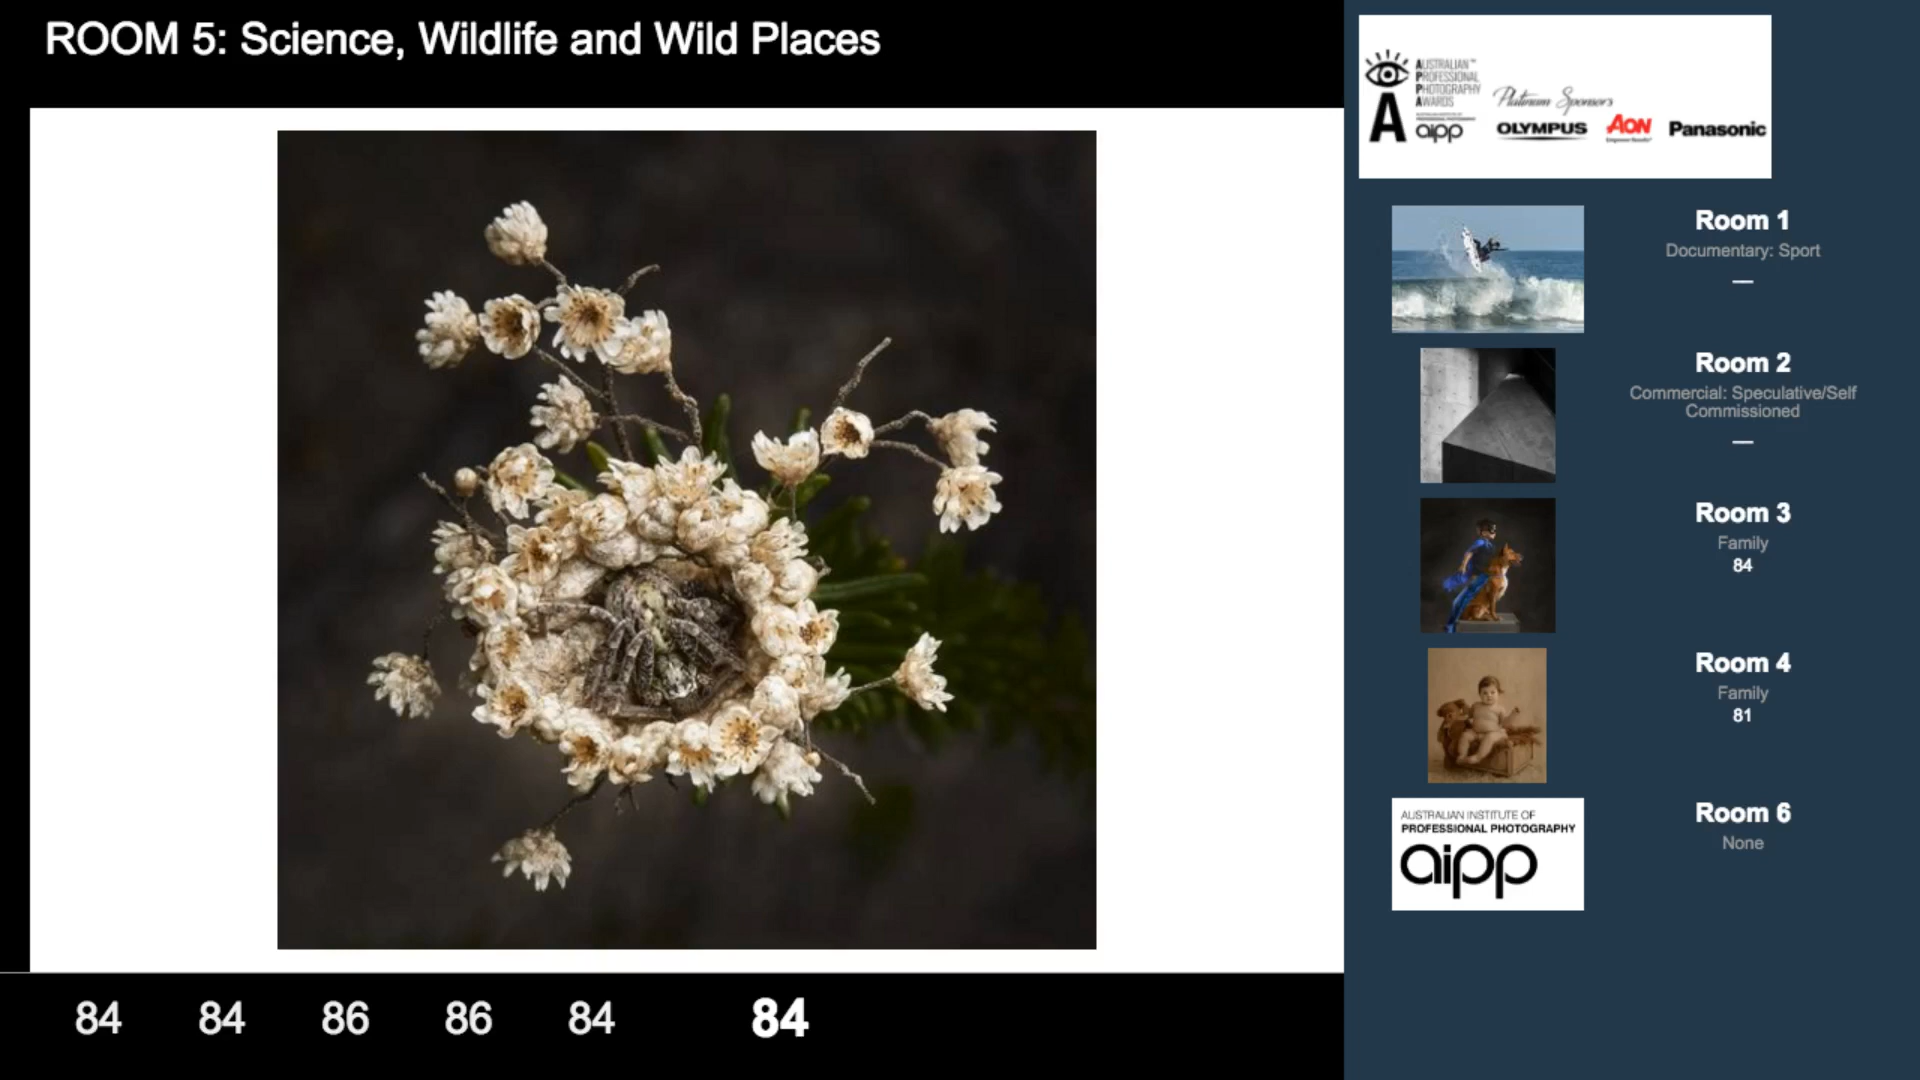 ROOM 5: Science, Wildlife and Wild Places
84 84 86 86 84 84
AUSTRALIAN™
PROFESSIONAL
PHOTOGRAPHY
AWARDS
aipp
Platinum Sponsors
OLYMPUS AON Panasonic
Room 1
Documentary: Sport
—
Room 2
Commercial: Speculative/Self
Commissioned
—
Room 3
Family
84
Room 4
Family
81
AUSTRALIAN INSTITUTE OF
PROFESSIONAL PHOTOGRAPHY
aipp
Room 6
None